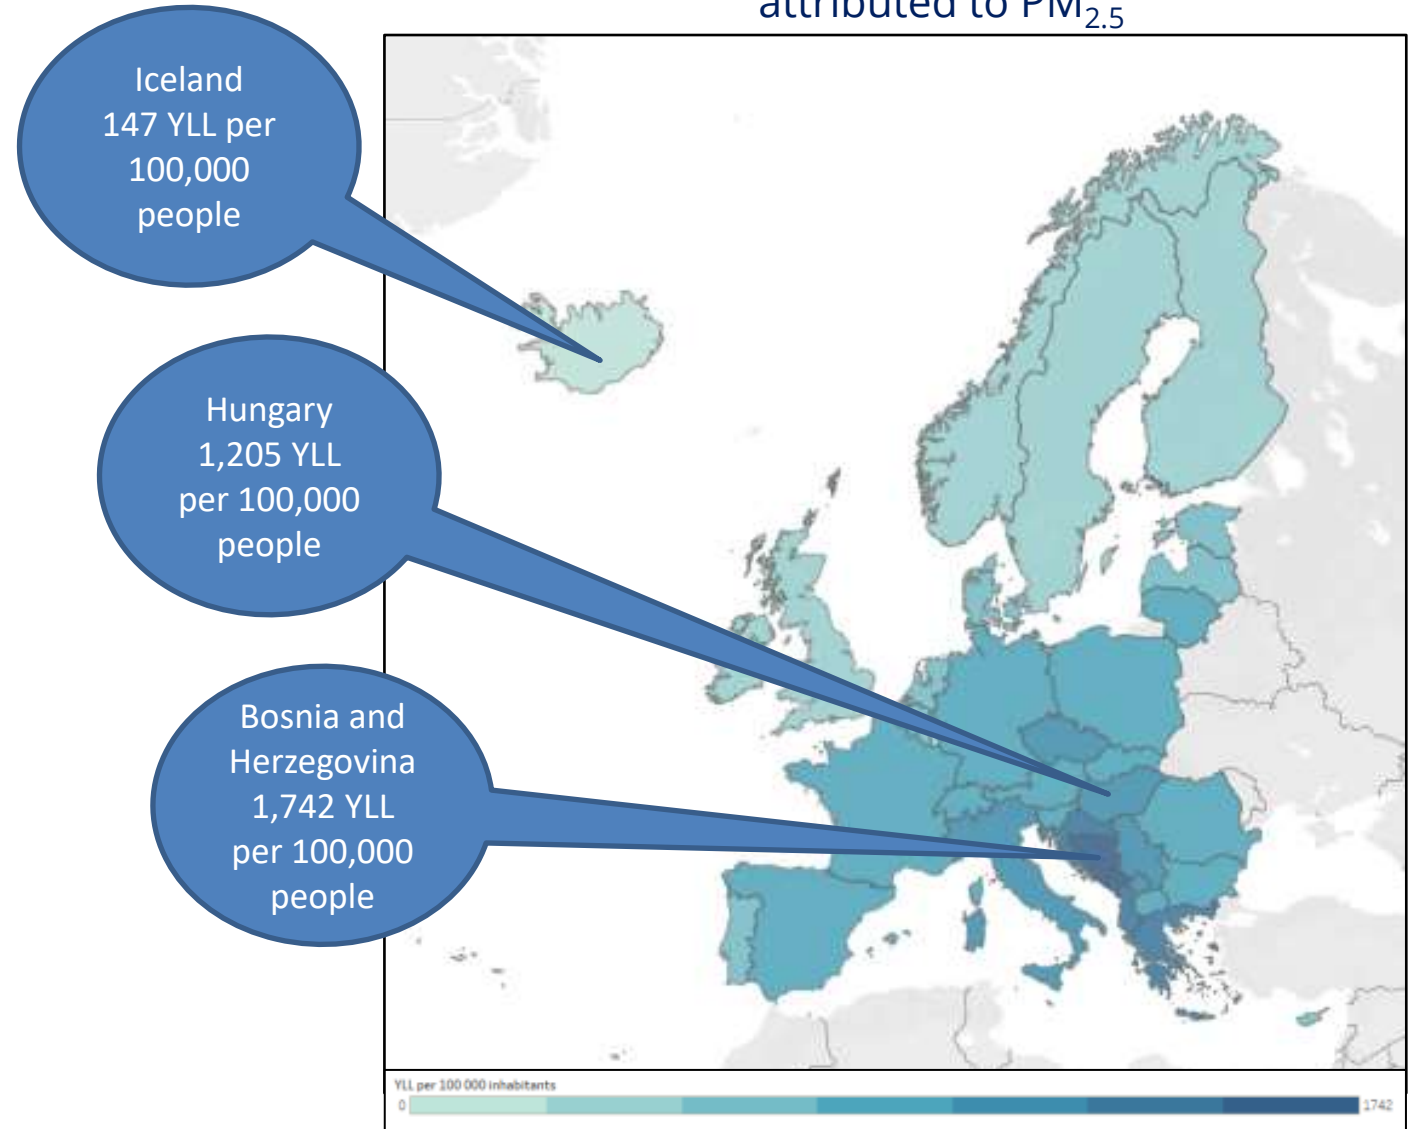 attributed to PM2.5
Iceland
147 YLL per
100,000
people
Hungary
1,205 YLL
per 100,000
people
Bosnia and
Herzegovina
1,742 YLL
per 100,000
people
YLL per 100 000 inhabitants
0 1742